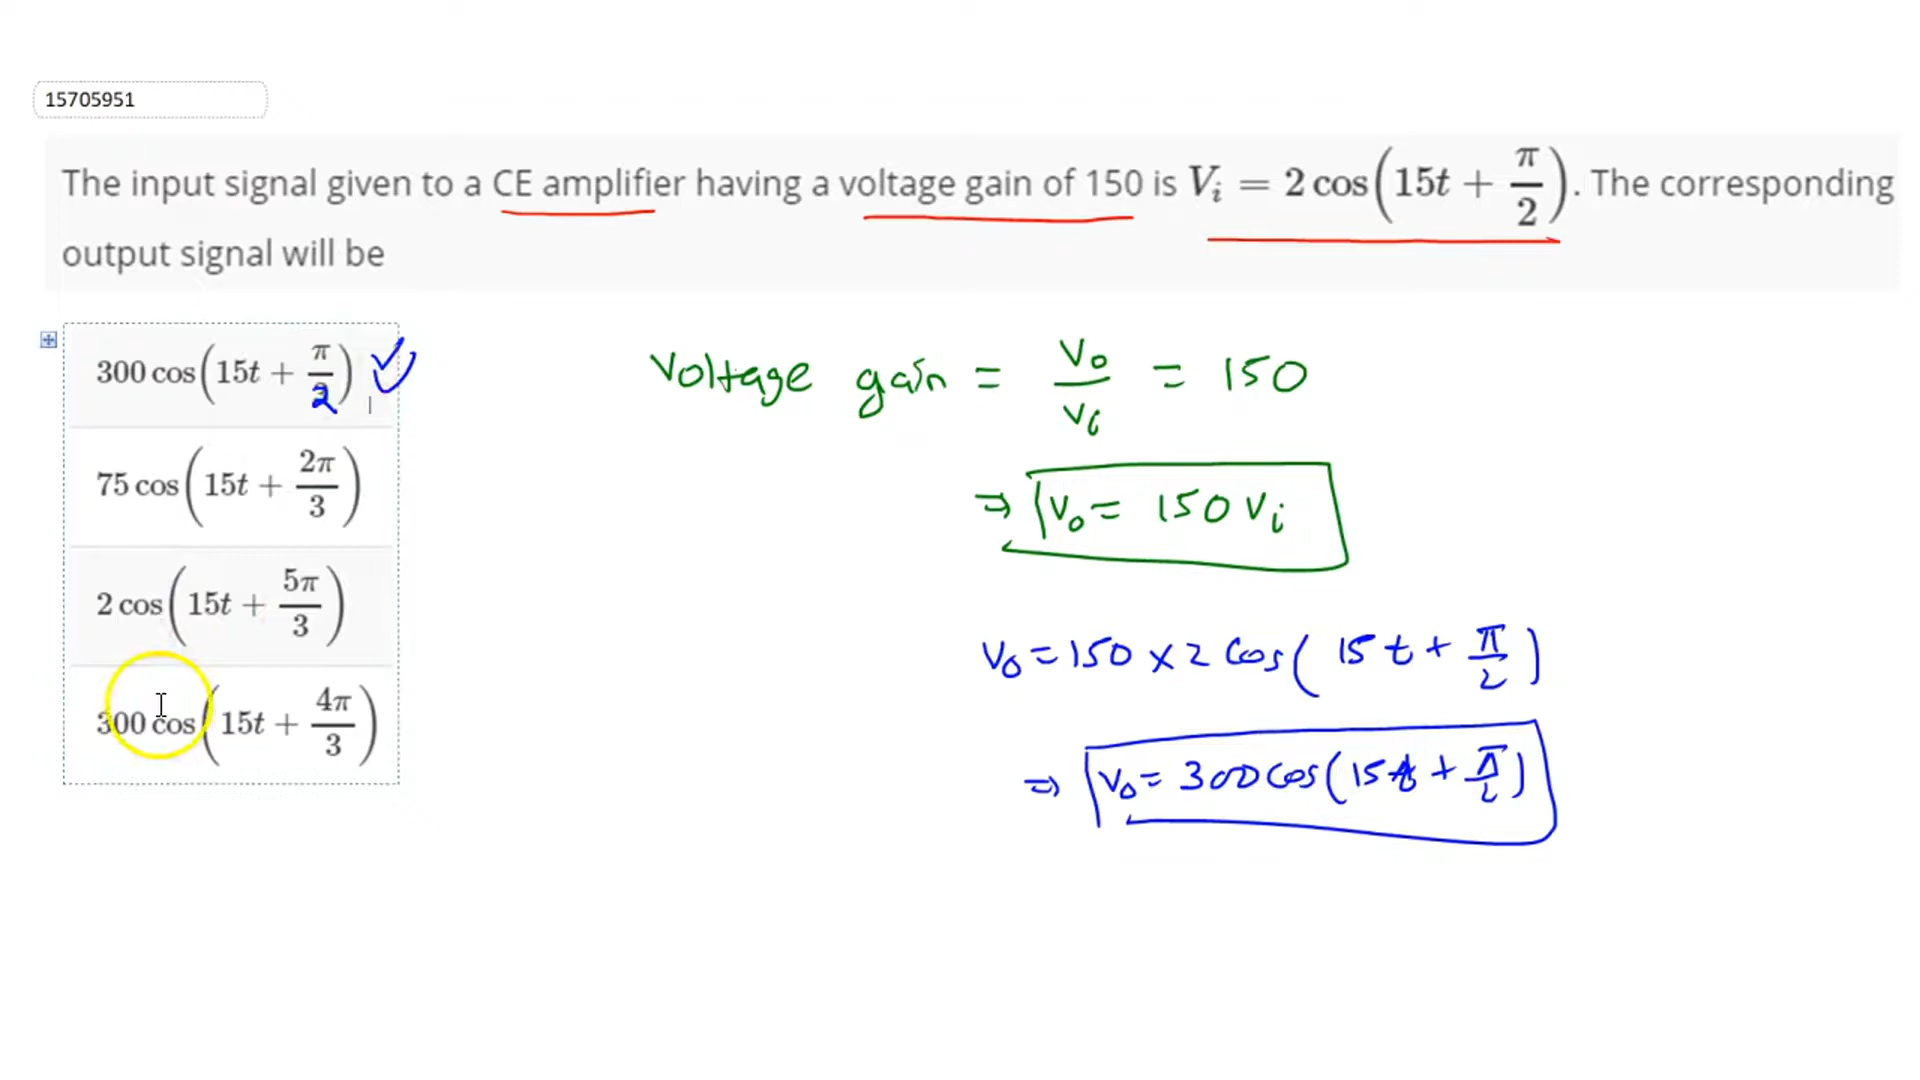 15705951
The input signal given to a CE amplifier having a voltage gain of 150 is V_i = 2 cos(15t + π/2). The corresponding
output signal will be
300 cos(15t + π/2)
75 cos(15t + 2π/3)
2 cos(15t + 5π/3)
300 cos(15t + 4π/3)
Voltage gain = V_o/V_i = 150
⇒ V_o = 150 V_i
V_o = 150 × 2 cos(15t + π/2)
⇒ V_o = 300 cos(15t + π/2)